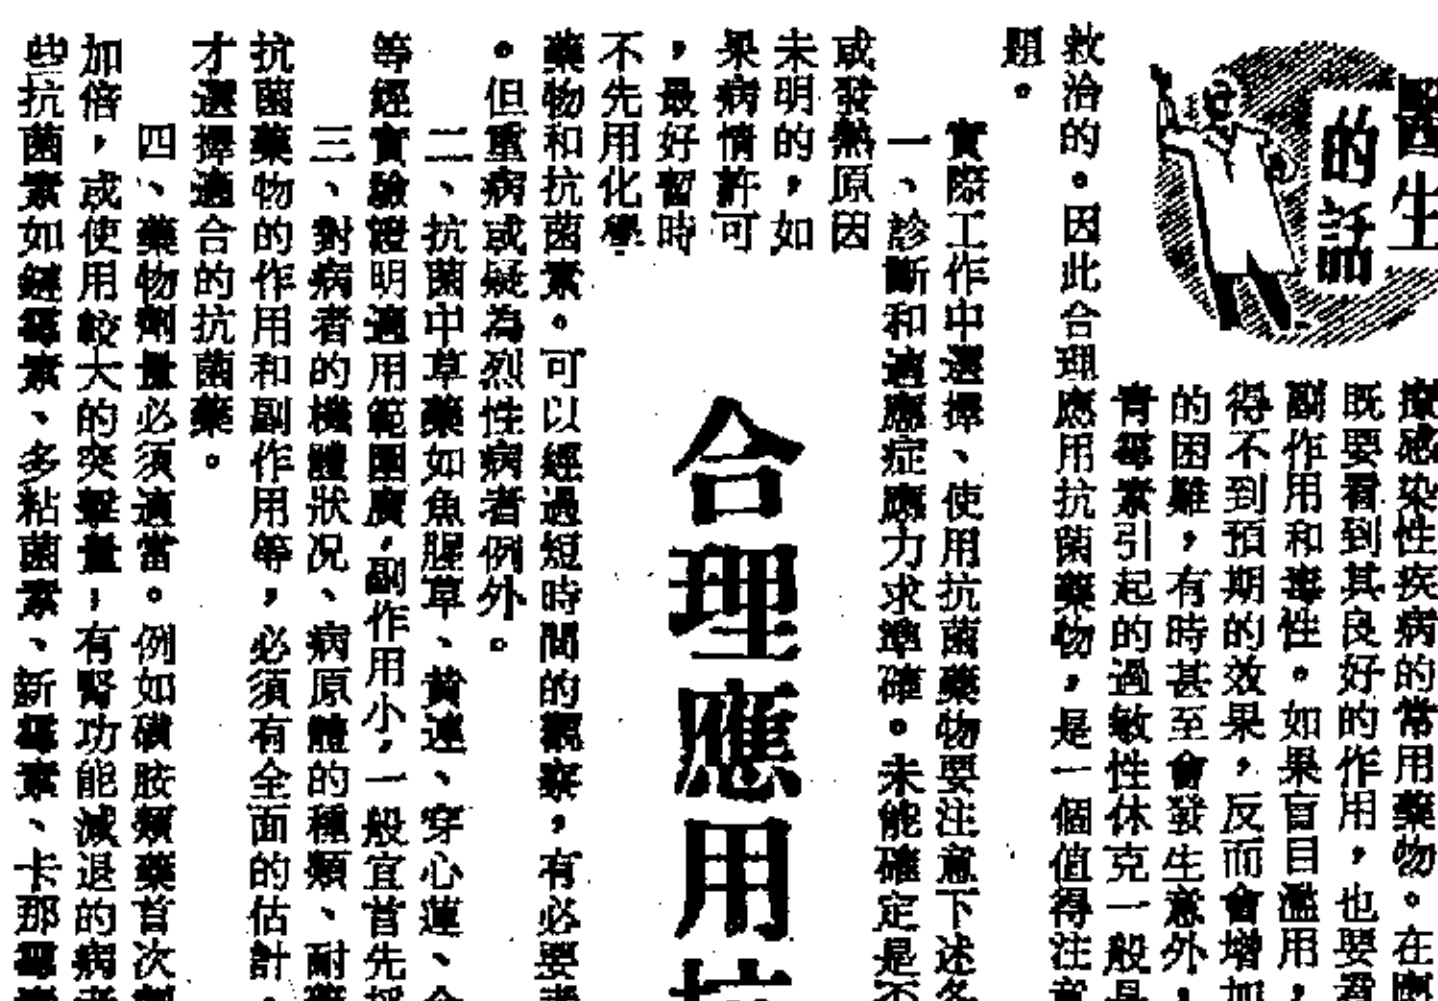 醫生
的話
感染性疾病的常用藥物。在應
既要看到其良好的作用，也要看
副作用和毒性。如果盲目濫用，
得不到預期的效果，反而會增加
的困難，有時甚至會發生意外，
青霉素引起的過敏性休克一般是
救治的。因此合理應用抗菌藥物，是一個值得注意
題。
合理應用抗
實際工作中選擇、使用抗菌藥物要注意下述各
一、診斷和適應症應力求準確。未能確定是否
或發熱原因
未明的，如
果病情許可
，最好暫時
不先用化學
藥物和抗菌素。可以經過短時間的觀察，有必要者
。但重病或疑為烈性病者例外。
二、抗菌中草藥如魚腥草、黃連、穿心蓮、金
等經實驗證明適用範圍廣，副作用小，一般宜首先採
三、對病者的機體狀況、病原體的種類、耐藥
抗菌藥物的作用和副作用等，必須有全面的估計，
才選擇適合的抗菌藥。
四、藥物劑量必須適當。例如磺胺類藥首次劑
加倍，或使用較大的突擊量；有腎功能減退的病者
些抗菌素如鏈霉素、多粘菌素、新霉素、卡那霉素